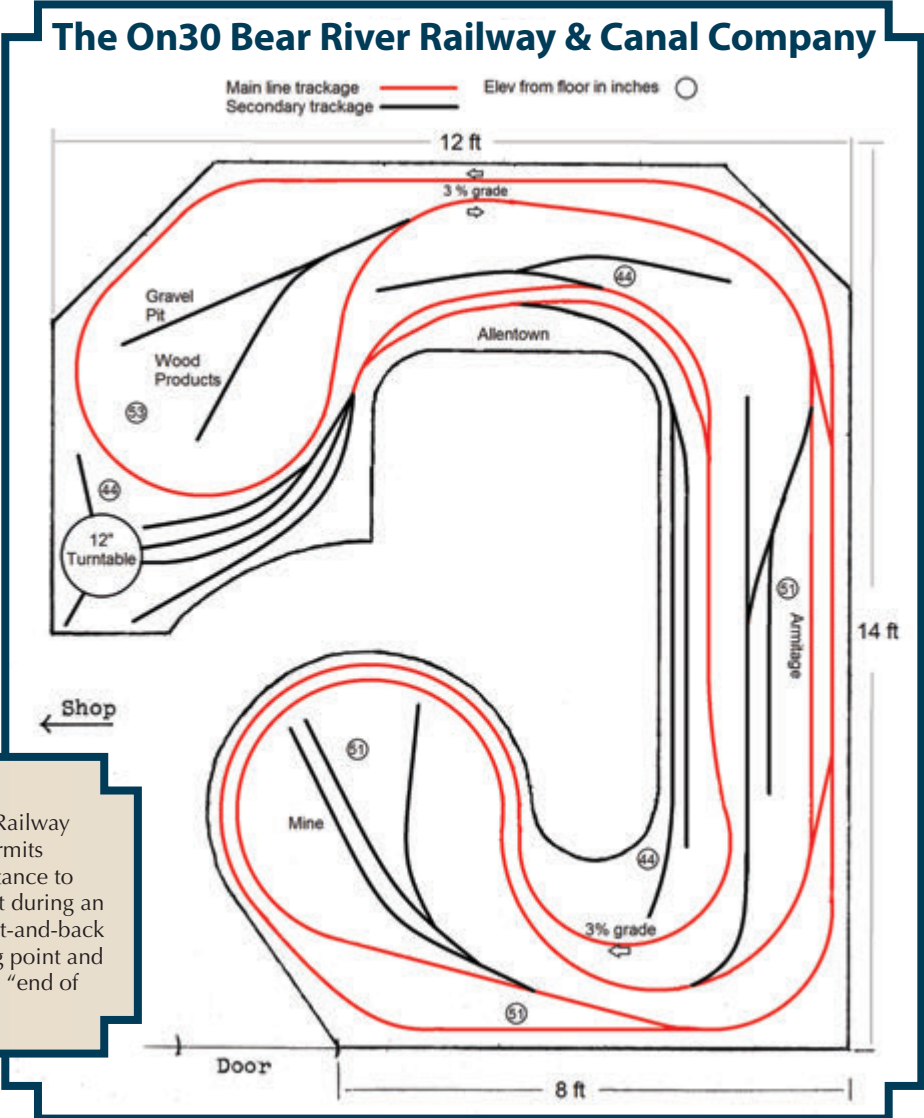 The On30 Bear River Railway & Canal Company
Main line trackage
Secondary trackage
Elev from floor in inches
12 ft
3 % grade
44
Gravel
Pit
Allentown
Wood
Products
53
44
12"
Turntable
51
Armitage
14 ft
Shop
51
Mine
44
3% grade
51
Door
8 ft
Railway
rmits
tance to
t during an
t-and-back
g point and
“end of